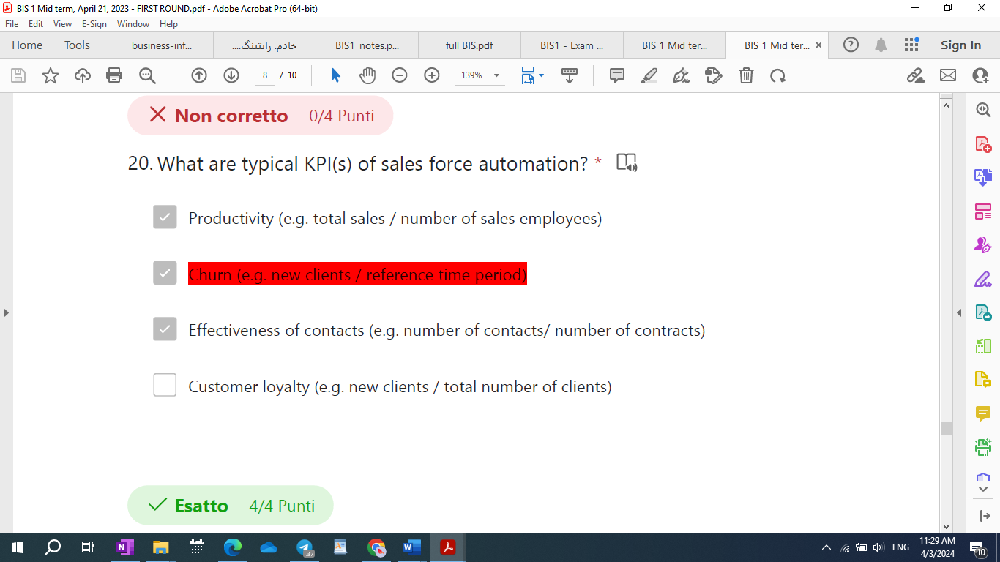 BIS 1 Mid term, April 21, 2023 - FIRST ROUND.pdf - Adobe Acrobat Pro (64-bit)
File Edit View E-Sign Window Help
Home Tools business-inf... خادم. رایتینگ.... BIS1_notes.p... full BIS.pdf BIS1 - Exam ... BIS 1 Mid ter... BIS 1 Mid ter... × Sign In
8 / 10 139%
Non corretto 0/4 Punti
20. What are typical KPI(s) of sales force automation? *
Productivity (e.g. total sales / number of sales employees)
Churn (e.g. new clients / reference time period)
Effectiveness of contacts (e.g. number of contacts/ number of contracts)
Customer loyalty (e.g. new clients / total number of clients)
Esatto 4/4 Punti
N 37 W ENG 11:29 AM
4/3/2024 10